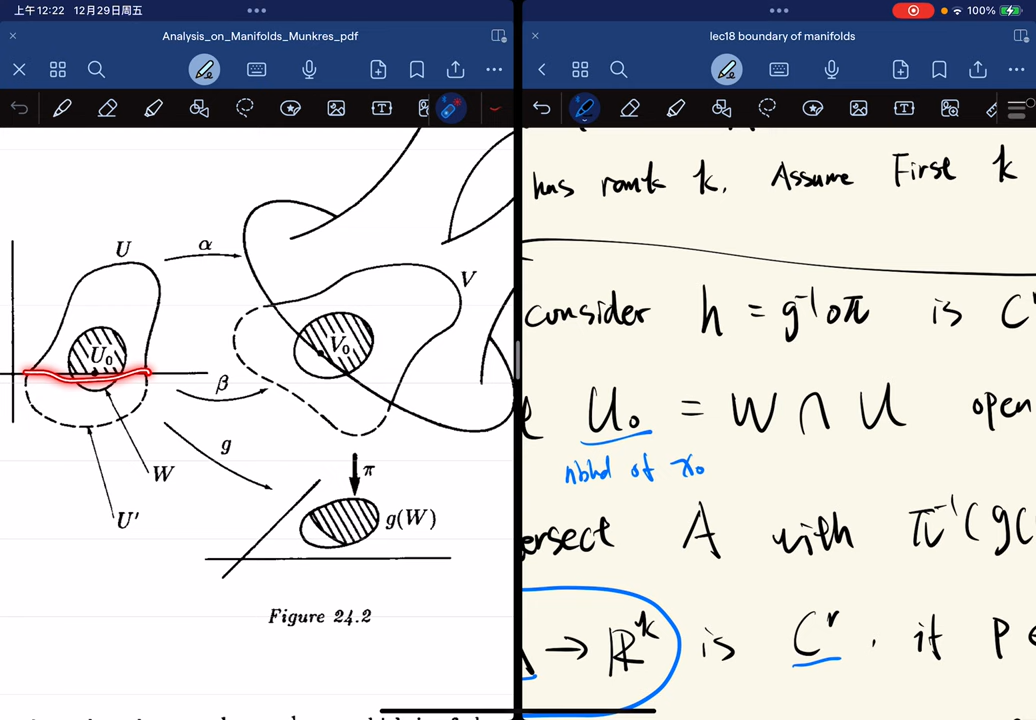 上午12:22 12月29日周五
100%
Analysis_on_Manifolds_Munkres_pdf
lec18 boundary of manifolds
U
α
V
U₀
V₀
β
g
W
π
U'
g(W)
Figure 24.2
has rank k. Assume First k
consider h = g⁻¹∘π is C
U₀ = W ∩ U open
nbhd of x₀
ersect A with π⁻¹(g(
→ ℝᵏ is Cʳ, if p